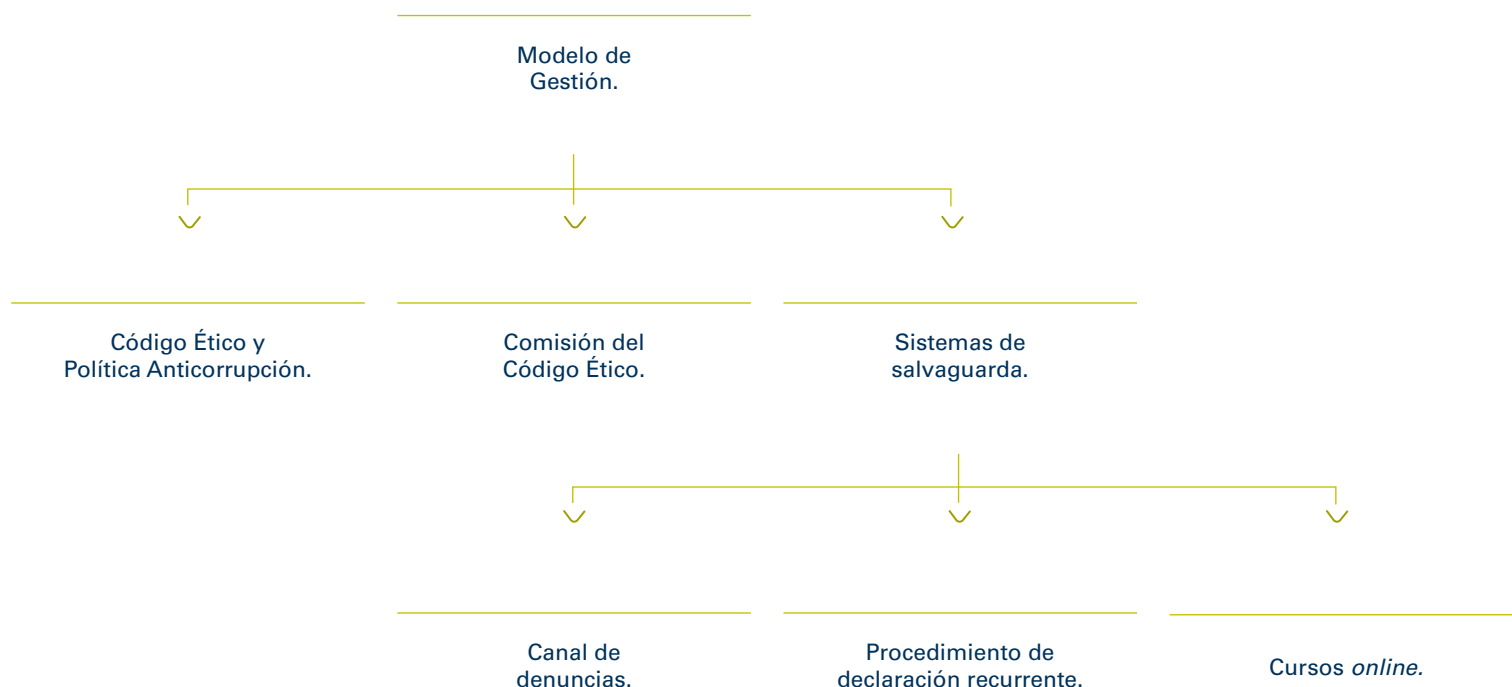 Modelo de
Gestión.
Código Ético y
Política Anticorrupción.
Comisión del
Código Ético.
Sistemas de
salvaguarda.
Canal de
denuncias.
Procedimiento de
declaración recurrente.
Cursos online.